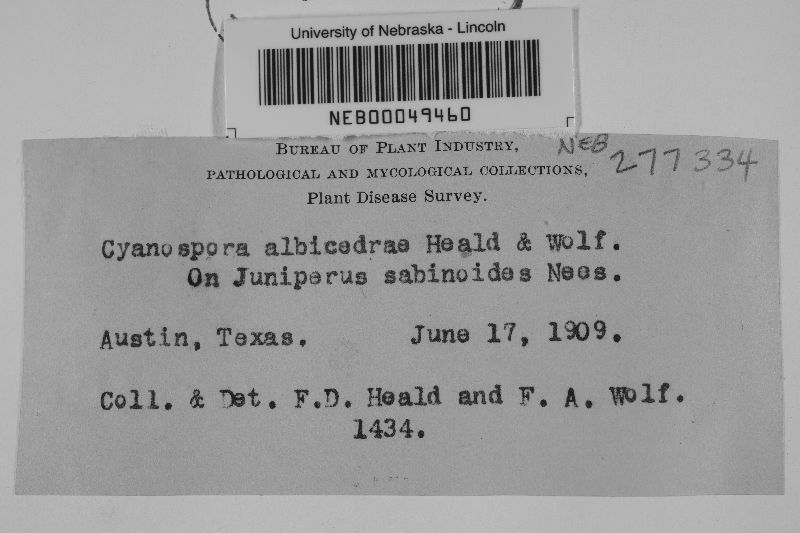 University of Nebraska - Lincoln
NEB00049460
BUREAU OF PLANT INDUSTRY,
PATHOLOGICAL AND MYCOLOGICAL COLLECTIONS,
Plant Disease Survey.
NEB 277334
Cyanospora albicedrae Heald & Wolf.
On Juniperus sabinoides Nees.
Austin, Texas. June 17, 1909.
Coll. & Det. F.D. Heald and F. A. Wolf.
1434.